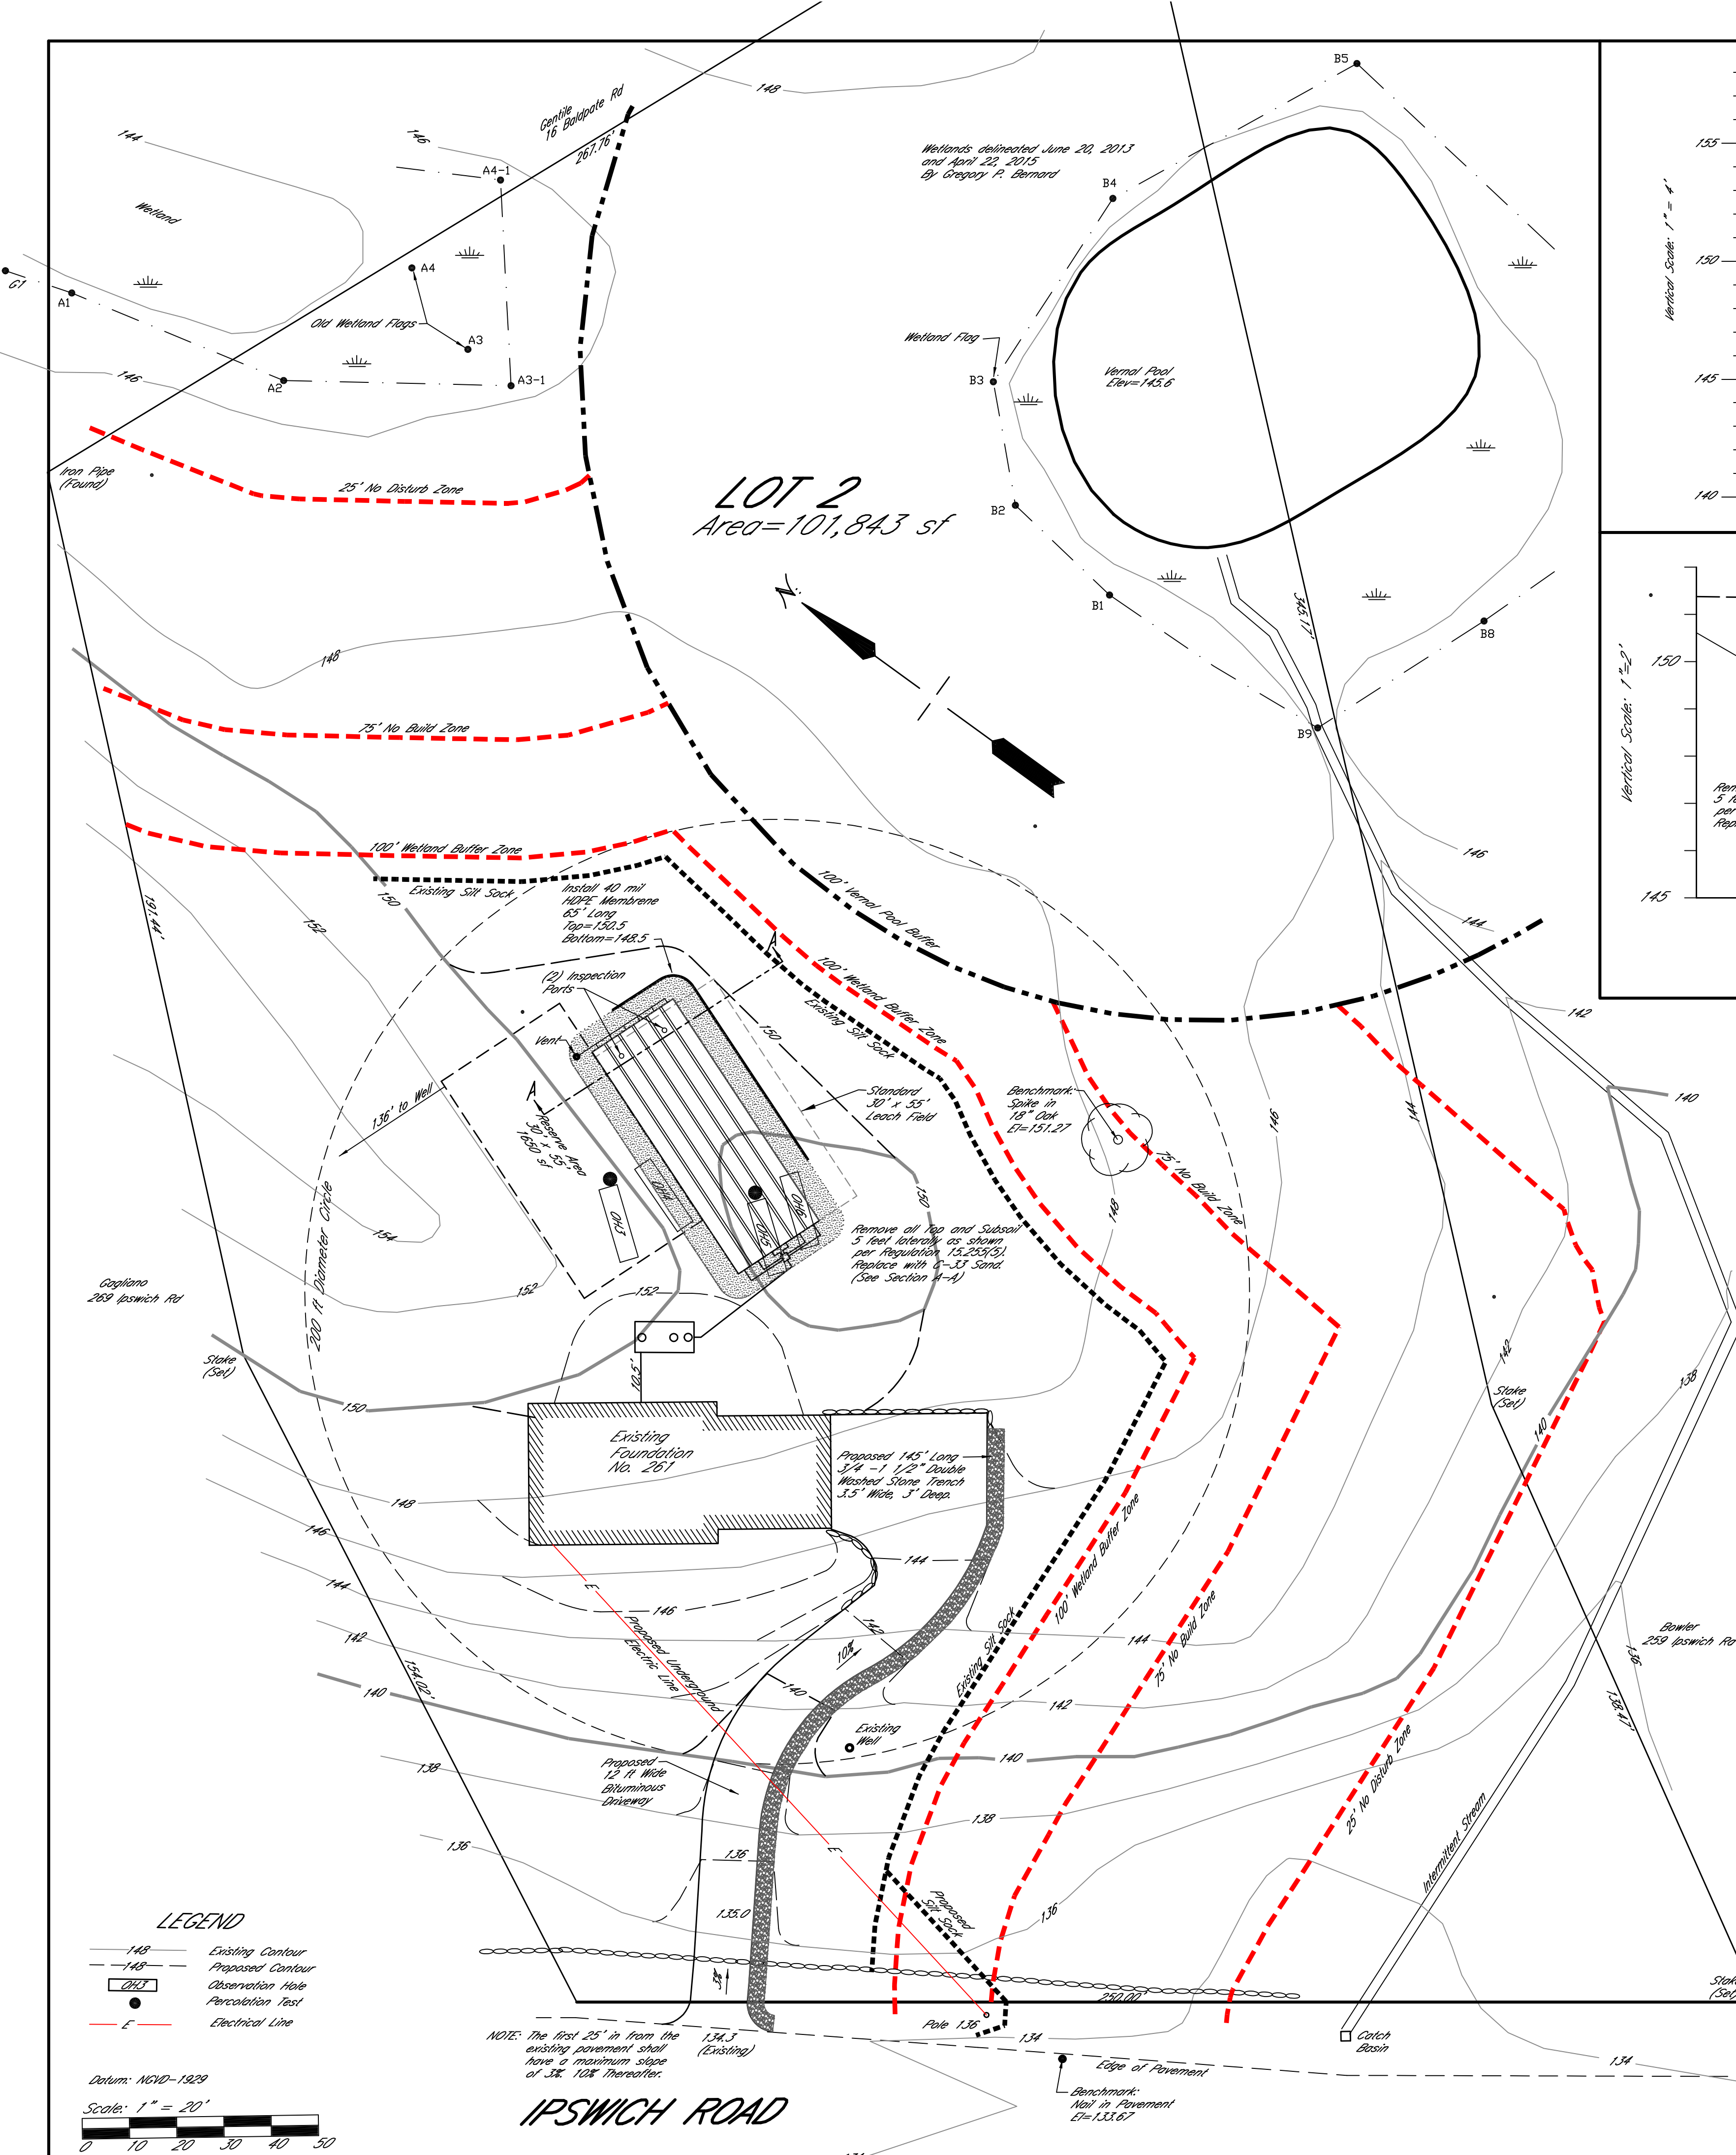 148
B5
Gentile
16 Baldpate Rd
267.76'
144
146
Wetlands delineated June 20, 2013
and April 22, 2015
By Gregory P. Bernard
155
A4-1
B4
Vertical Scale: 1" = 4'
Wetland
A4
150
G1
A1
Old Wetland Flags
A3
Wetland Flag
Vernal Pool
Elev=145.6
146
A2
A3-1
B3
145
Iron Pipe
(Found)
25' No Disturb Zone
LOT 2
Area=101,843 sf
B2
140
N
B1
345.17'
B8
148
Vertical Scale: 1"=2'
150
75' No Build Zone
B9
5
per
145
100' Wetland Buffer Zone
146
100' Vernal Pool Buffer
Existing Silt Sock
150
152
191.44'
Install 40 mil
HDPE Membrene
65' Long
Top=150.5
Bottom=148.5
144
A
100' Wetland Buffer Zone
Existing Silt Sock
(2) Inspection
Ports
142
150
Vent
136' to Well
A
Standard
30' x 55'
Leach Field
Benchmark:
Spike in
18" Oak
El=151.27
146
144
140
Reserve Area
30' x 55'
1650 sf
75' No Build Zone
OH4
OH3
OH5
OH6
150
148
200 ft Diameter Circle
154
Remove all Top and Subsoil
5 feet laterally as shown
per Regulation 15.255(5).
Replace with C-33 Sand.
(See Section A-A)
Gagliano
269 Ipswich Rd
152
152
Stake
(Set)
10.5'
142
138
150
Stake
(Set)
140
Existing
Foundation
No. 261
Proposed 145' Long
3/4 -1 1/2" Double
Washed Stone Trench
3.5' Wide, 3' Deep.
148
146
100' Wetland Buffer Zone
144
144
E
146
Proposed Underground
Electric Line
142
142
10%
144
75' No Build Zone
Existing Silt Sock
Bowler
259 Ipswich Rd
136
154.02'
140
140
142
138.47'
Existing
Well
140
138
Proposed
12 ft Wide
Bituminous
Driveway
25' No Disturb Zone
138
136
136
E
Intermittent Stream
135.0
Proposed
Silt Sock
136
LEGEND
148 Existing Contour
148 Proposed Contour
OH3 Observation Hole
Percolation Test
E Electrical Line
3%
250.00'
Stake
(Set)
Pole 136
NOTE: The first 25' in from the
existing pavement shall
have a maximum slope
of 3%. 10% Thereafter.
134.3
(Existing)
134
Catch
Basin
134
Edge of Pavement
Datum: NGVD-1929
Benchmark:
Nail in Pavement
El=133.67
Scale: 1" = 20'
IPSWICH ROAD
0 10 20 30 40 50